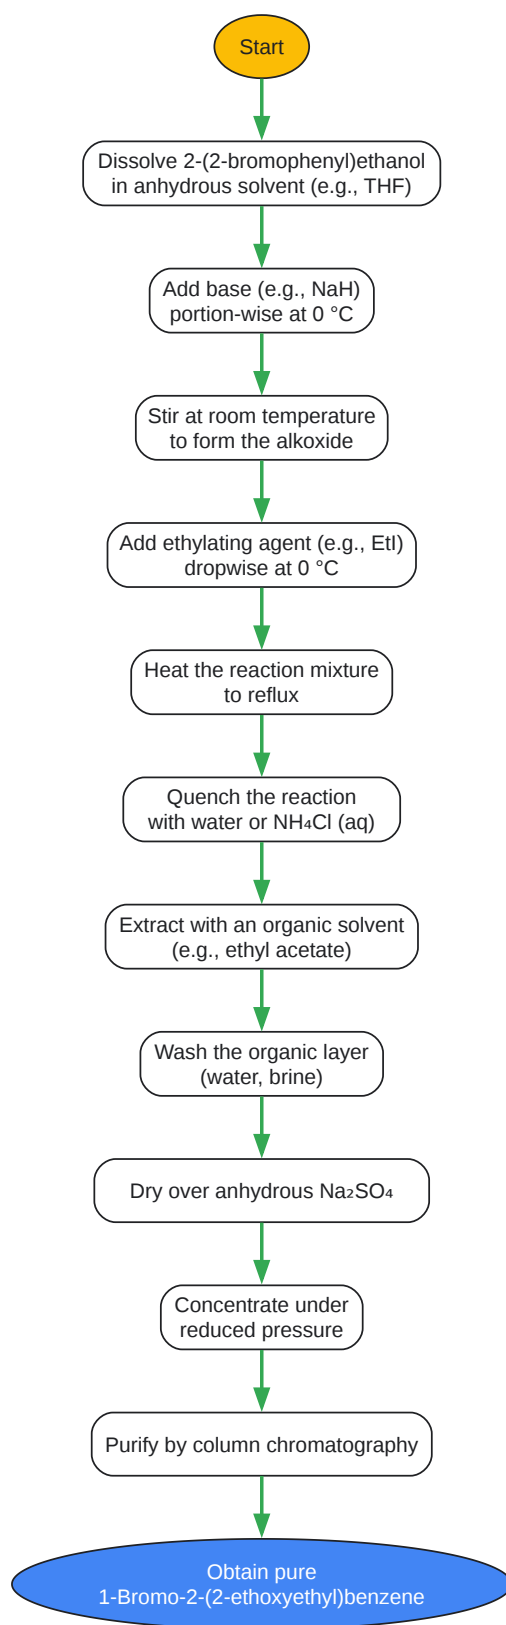 Start
Dissolve 2-(2-bromophenyl)ethanol
in anhydrous solvent (e.g., THF)
Add base (e.g., NaH)
portion-wise at 0 °C
Stir at room temperature
to form the alkoxide
Add ethylating agent (e.g., EtI)
dropwise at 0 °C
Heat the reaction mixture
to reflux
Quench the reaction
with water or NH₄Cl (aq)
Extract with an organic solvent
(e.g., ethyl acetate)
Wash the organic layer
(water, brine)
Dry over anhydrous Na₂SO₄
Concentrate under
reduced pressure
Purify by column chromatography
Obtain pure
1-Bromo-2-(2-ethoxyethyl)benzene